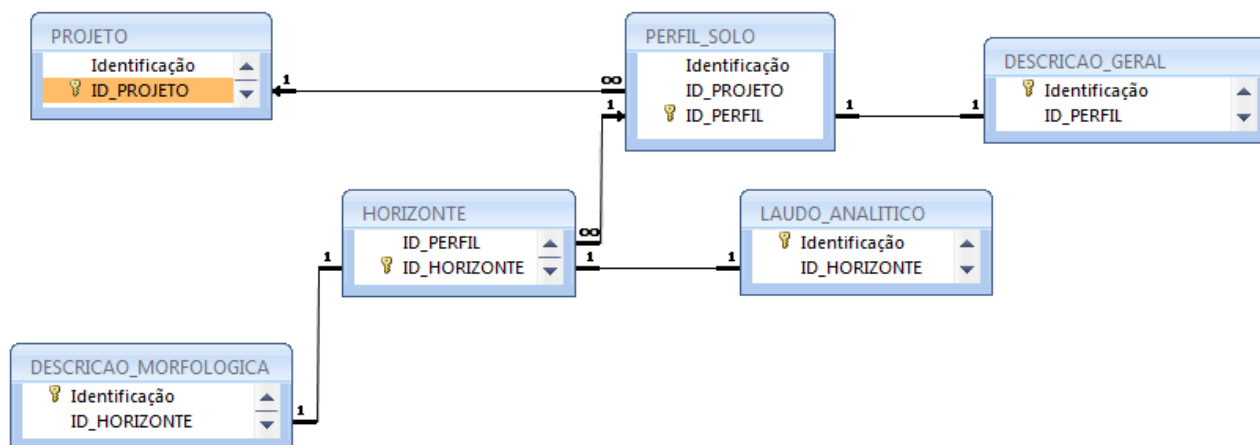 PROJETO
Identificação
ID_PROJETO
1
∞
PERFIL_SOLO
Identificação
ID_PROJETO
ID_PERFIL
1
1
1
DESCRICAO_GERAL
Identificação
ID_PERFIL
HORIZONTE
ID_PERFIL
ID_HORIZONTE
∞
1
1
1
LAUDO_ANALITICO
Identificação
ID_HORIZONTE
DESCRICAO_MORFOLOGICA
Identificação
ID_HORIZONTE
1